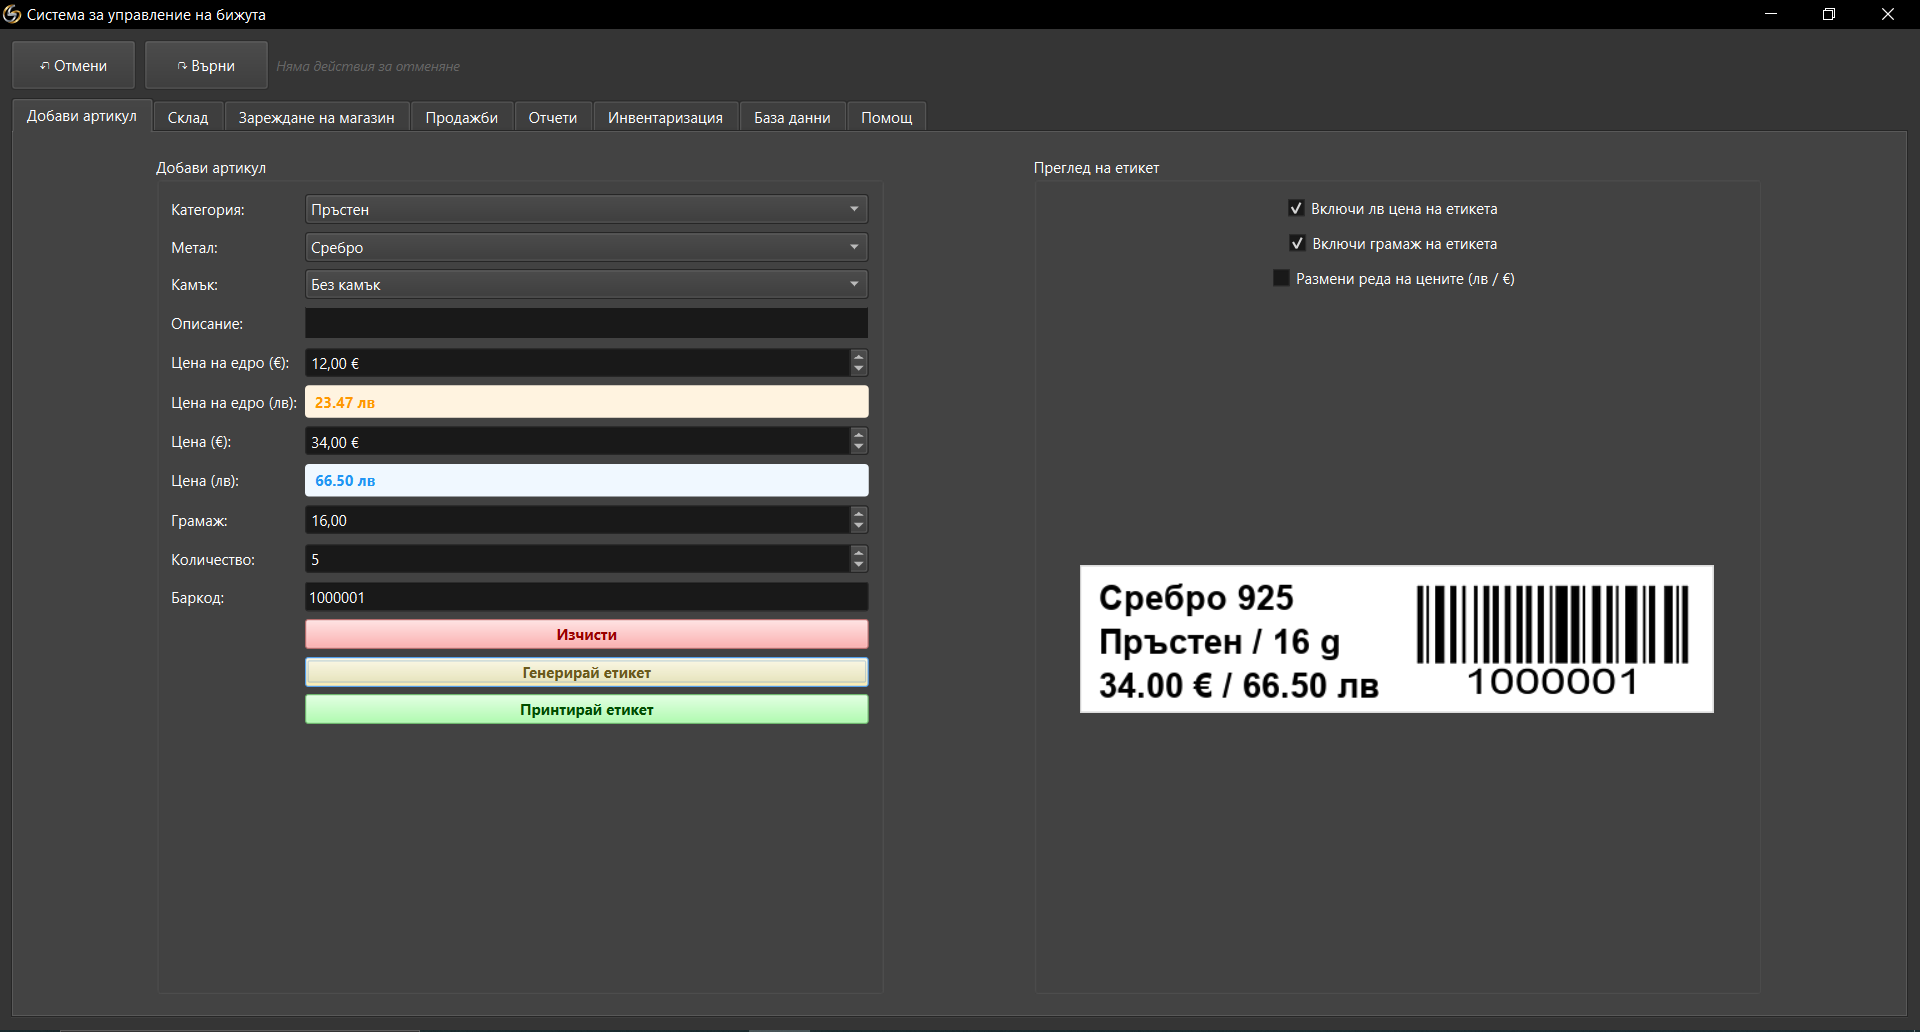 Система за управление на бижута
Отмени
Върни
Няма действия за отменяне
Добави артикул
Склад
Зареждане на магазин
Продажби
Отчети
Инвентаризация
База данни
Помощ
Добави артикул
Категория:
Пръстен
Метал:
Сребро
Камък:
Без камък
Описание:
Цена на едро (€):
12,00 €
Цена на едро (лв):
23.47 лв
Цена (€):
34,00 €
Цена (лв):
66.50 лв
Грамаж:
16,00
Количество:
5
Баркод:
1000001
Изчисти
Генерирай етикет
Принтирай етикет
Преглед на етикет
Включи лв цена на етикета
Включи грамаж на етикета
Размени реда на цените (лв / €)
Сребро 925
Пръстен / 16 g
34.00 € / 66.50 лв
1000001